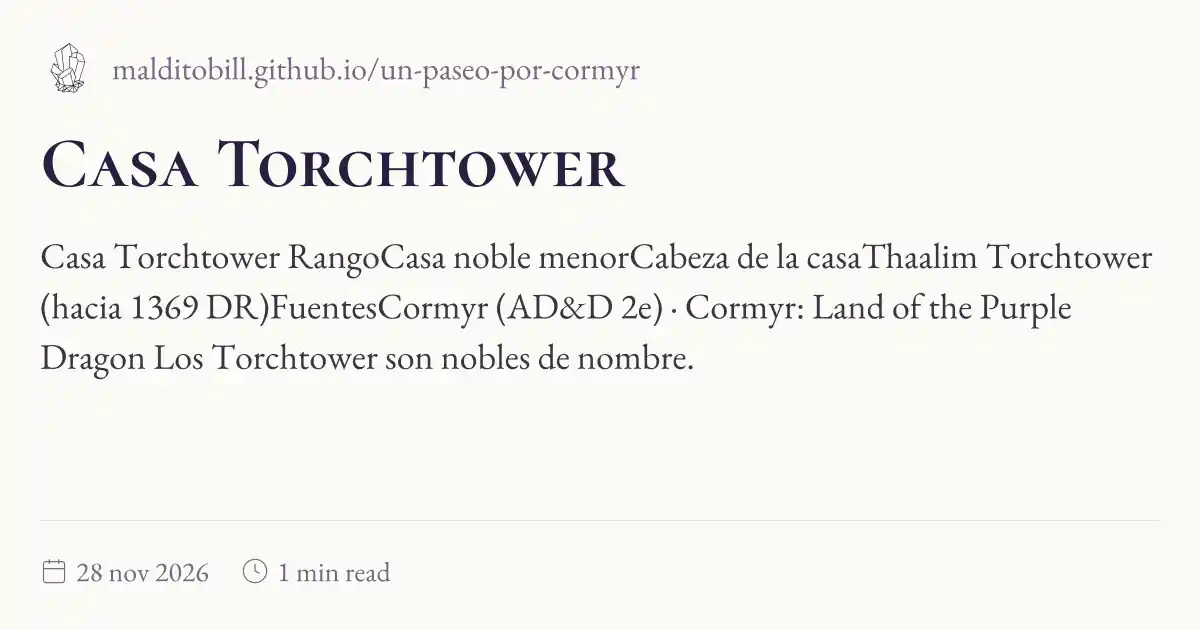 malditobill.github.io/un-paseo-por-cormyr
Casa Torchtower
Casa Torchtower RangoCasa noble menorCabeza de la casaThaalim Torchtower
(hacia 1369 DR)FuentesCormyr (AD&D 2e) · Cormyr: Land of the Purple
Dragon Los Torchtower son nobles de nombre.
28 nov 2026
1 min read